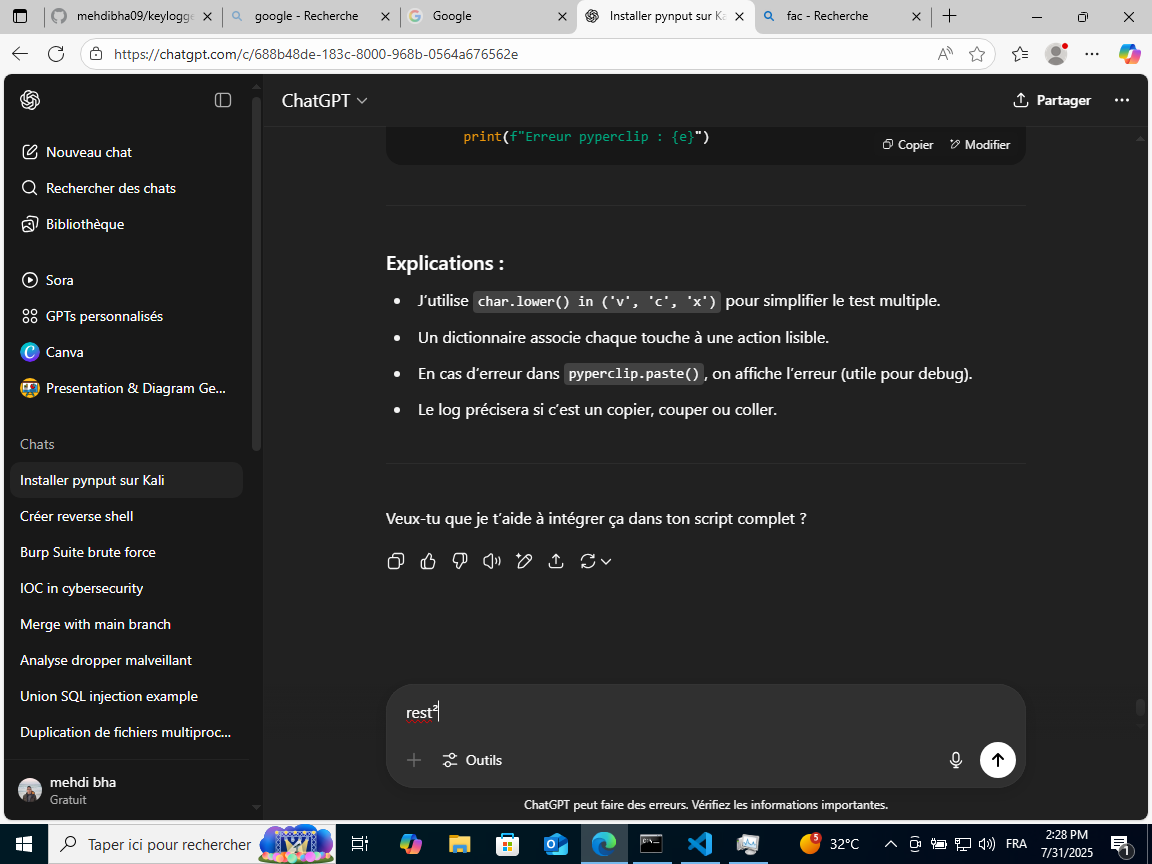 mehdibha09/keylogge
google - Recherche
Google
Installer pynput sur Ka
fac - Recherche
https://chatgpt.com/c/688b48de-183c-8000-968b-0564a676562e
ChatGPT
Partager
Nouveau chat
Rechercher des chats
Bibliothèque
Sora
GPTs personnalisés
Canva
Presentation & Diagram Ge...
Chats
Installer pynput sur Kali
Créer reverse shell
Burp Suite brute force
IOC in cybersecurity
Merge with main branch
Analyse dropper malveillant
Union SQL injection example
Duplication de fichiers multiproc...
mehdi bha
Gratuit
print(f"Erreur pyperclip : {e}")
Copier
Modifier
Explications :
J'utilise char.lower() in ('v', 'c', 'x') pour simplifier le test multiple.
Un dictionnaire associe chaque touche à une action lisible.
En cas d'erreur dans pyperclip.paste(), on affiche l'erreur (utile pour debug).
Le log précisera si c'est un copier, couper ou coller.
Veux-tu que je t'aide à intégrer ça dans ton script complet ?
rest²
Outils
ChatGPT peut faire des erreurs. Vérifiez les informations importantes.
Taper ici pour rechercher
5
32°C
FRA
2:28 PM
7/31/2025
1